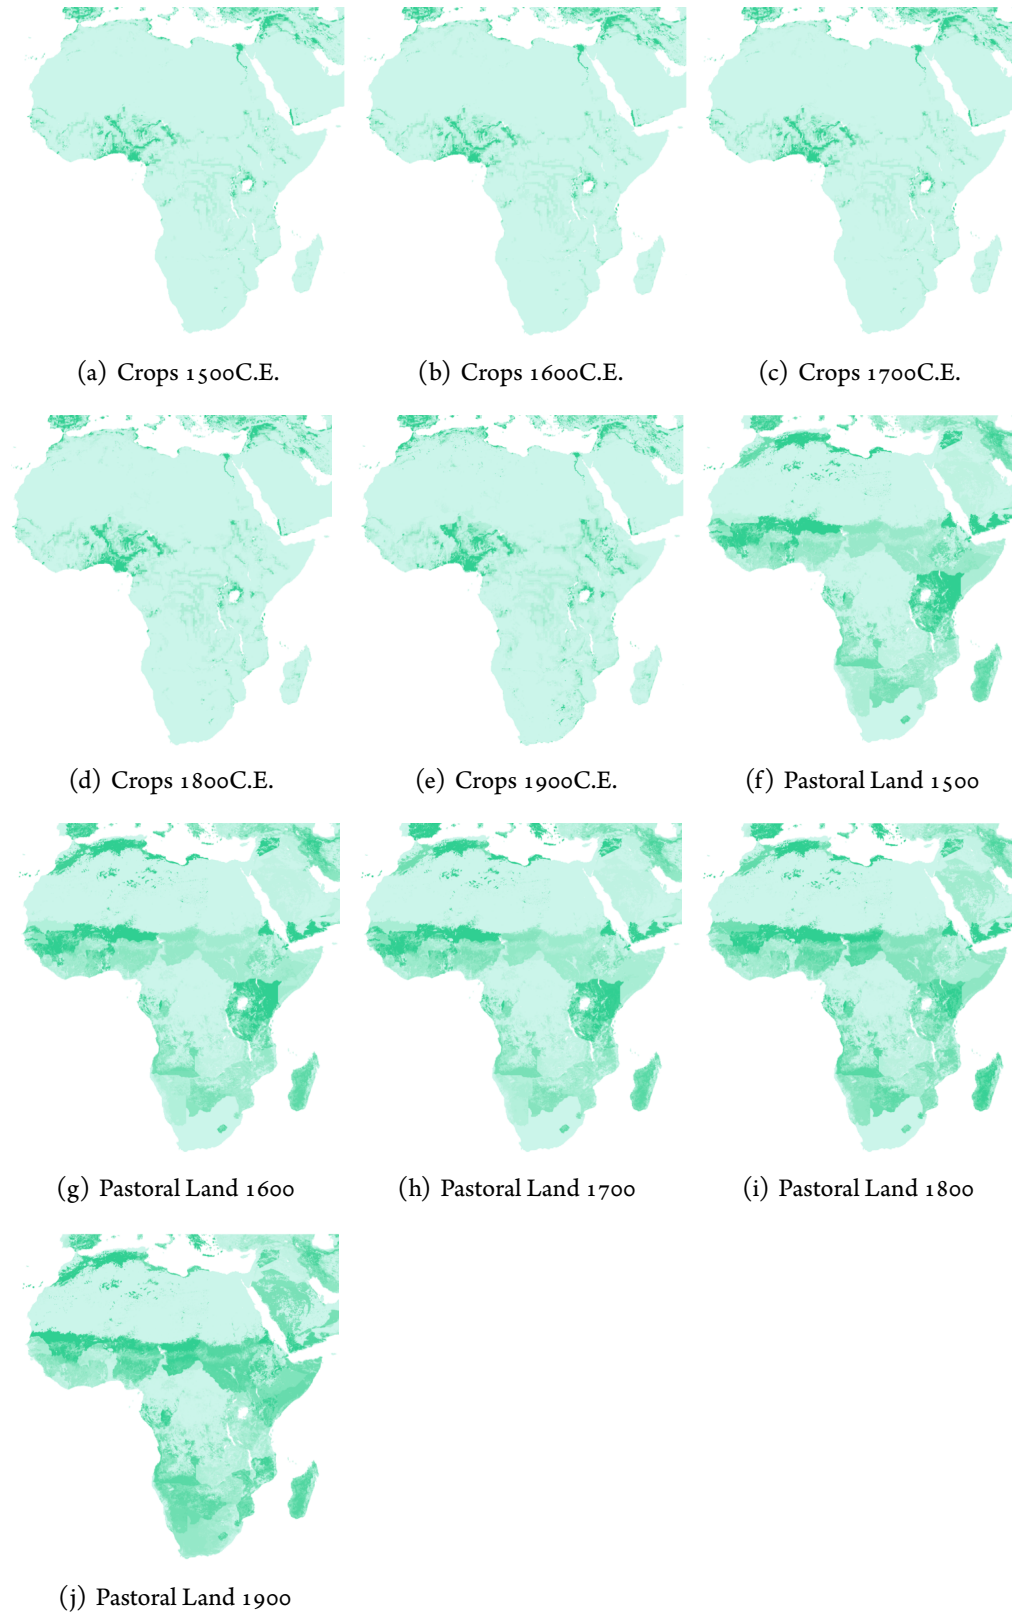 (a) Crops 1500C.E.
(b) Crops 1600C.E.
(c) Crops 1700C.E.
(d) Crops 1800C.E.
(e) Crops 1900C.E.
(f) Pastoral Land 1500
(g) Pastoral Land 1600
(h) Pastoral Land 1700
(i) Pastoral Land 1800
(j) Pastoral Land 1900